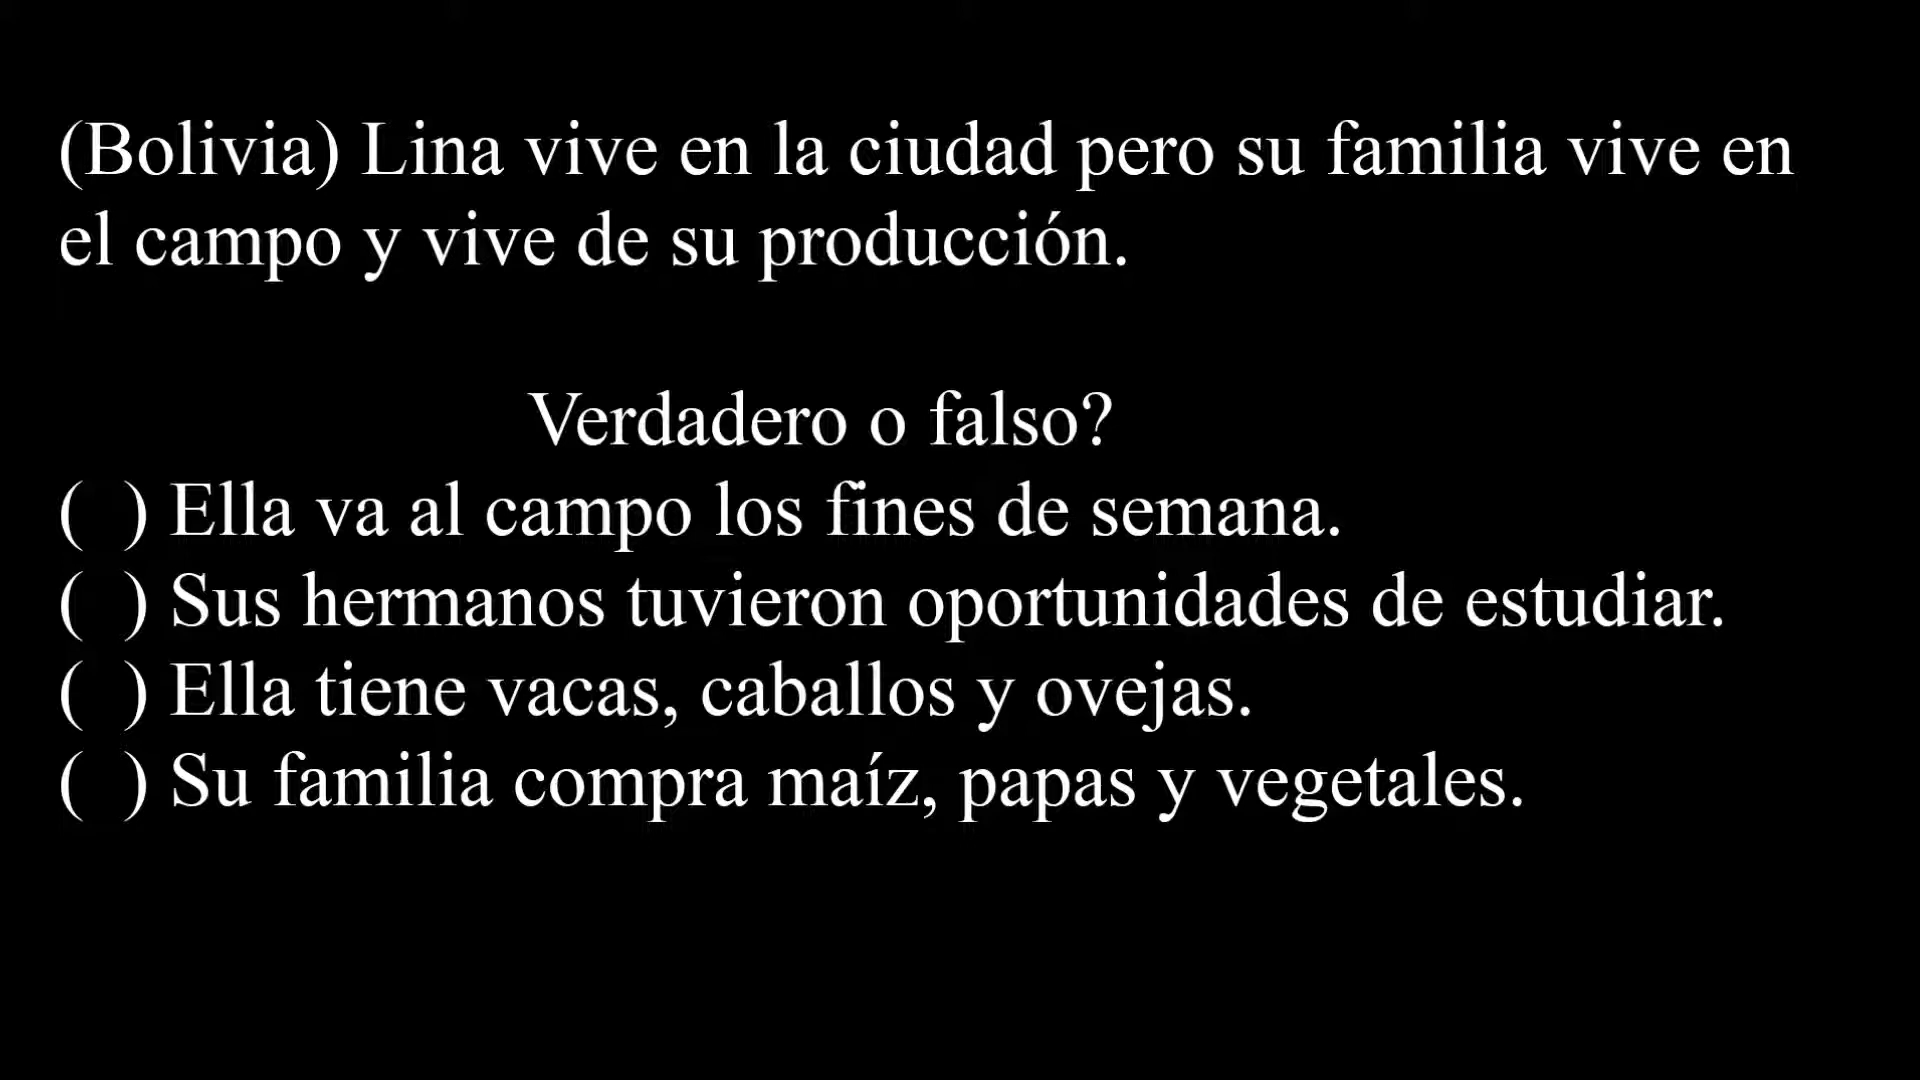 (Bolivia) Lina vive en la ciudad pero su familia vive en
el campo y vive de su producción.
Verdadero o falso?
(  ) Ella va al campo los fines de semana.
(  ) Sus hermanos tuvieron oportunidades de estudiar.
(  ) Ella tiene vacas, caballos y ovejas.
(  ) Su familia compra maíz, papas y vegetales.